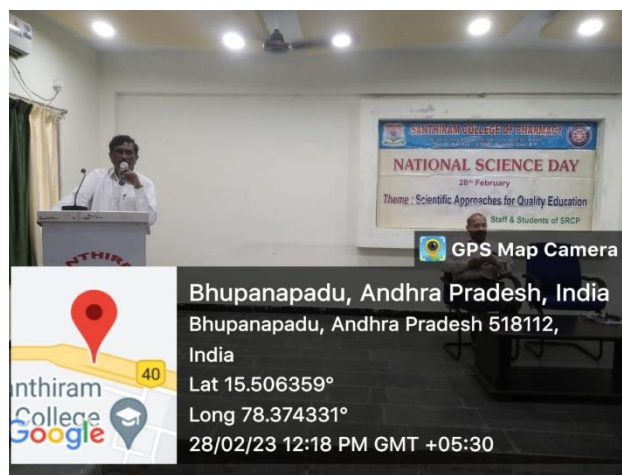 SANTHIRAM COLLEGE OF PHARMACY
NATIONAL SCIENCE DAY
28th February
Theme : Scientific Approaches for Quality Education
Staff & Students of SRCP
SANTHIRA
GPS Map Camera
Bhupanapadu, Andhra Pradesh, India
Bhupanapadu, Andhra Pradesh 518112,
India
Lat 15.506359°
Long 78.374331°
28/02/23 12:18 PM GMT +05:30
40
anthiram
College
Google